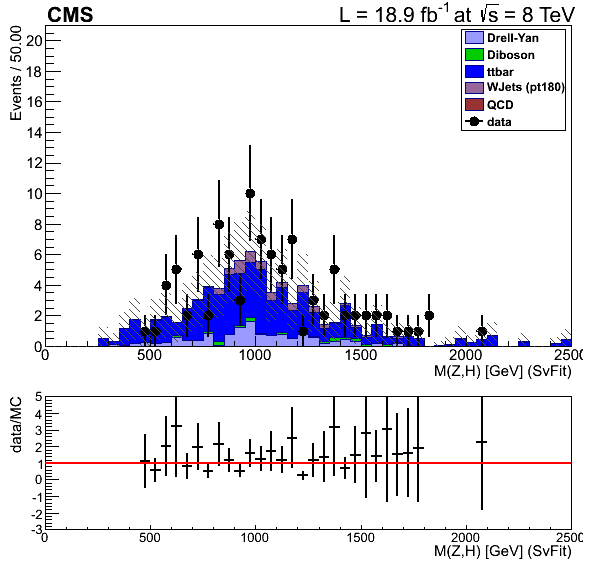 CMS L = 18.9 fb⁻¹ at √s = 8 TeV
Events / 50.00
20
18
16
14
12
10
8
6
4
2
0
Drell-Yan
Diboson
ttbar
WJets (pt180)
QCD
data
0 500 1000 1500 2000 2500
M(Z,H) [GeV] (SvFit)
data/MC
5
4
3
2
1
0
-1
-2
-3
0 500 1000 1500 2000 2500
M(Z,H) [GeV] (SvFit)